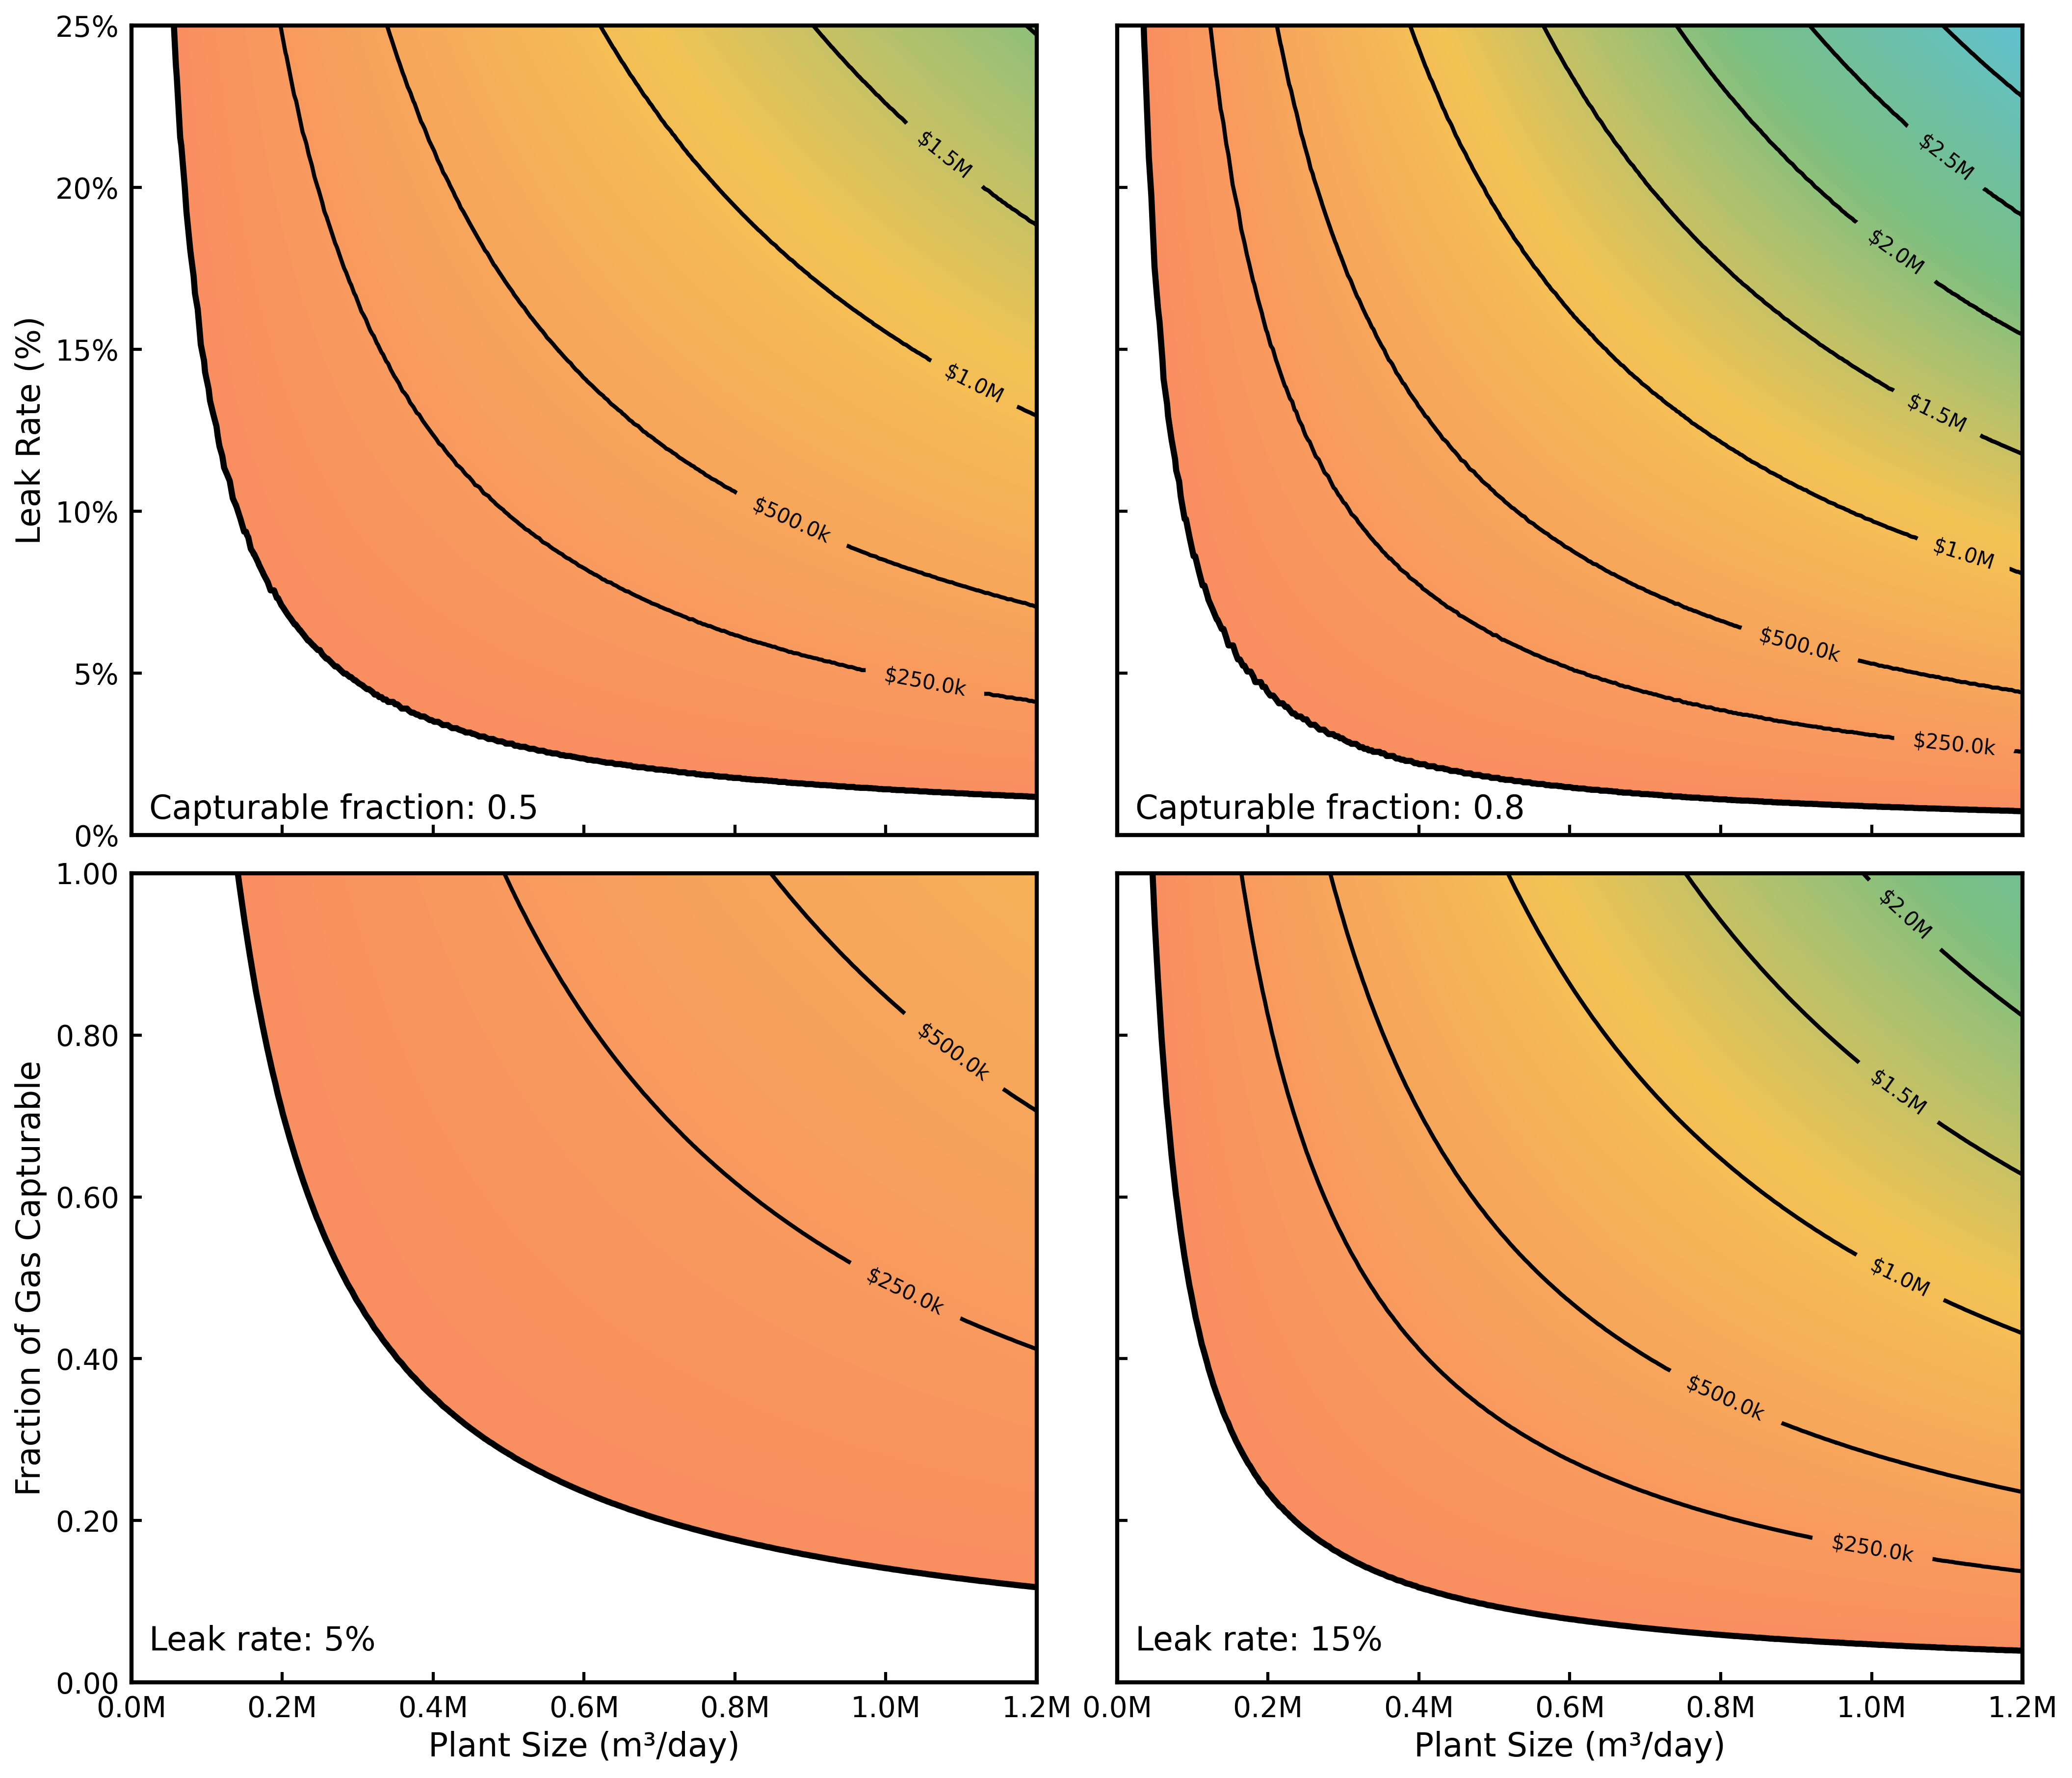 25%
20%
15%
10%
5%
0%
Leak Rate (%)
$1.5M
$1.0M
$500.0k
$250.0k
Capturable fraction: 0.5
$2.5M
$2.0M
$1.5M
$1.0M
$500.0k
$250.0k
Capturable fraction: 0.8
1.00
0.80
0.60
0.40
0.20
0.00
Fraction of Gas Capturable
$500.0k
$250.0k
Leak rate: 5%
0.0M 0.2M 0.4M 0.6M 0.8M 1.0M 1.2M
Plant Size (m³/day)
$2.0M
$1.5M
$1.0M
$500.0k
$250.0k
Leak rate: 15%
0.0M 0.2M 0.4M 0.6M 0.8M 1.0M 1.2M
Plant Size (m³/day)